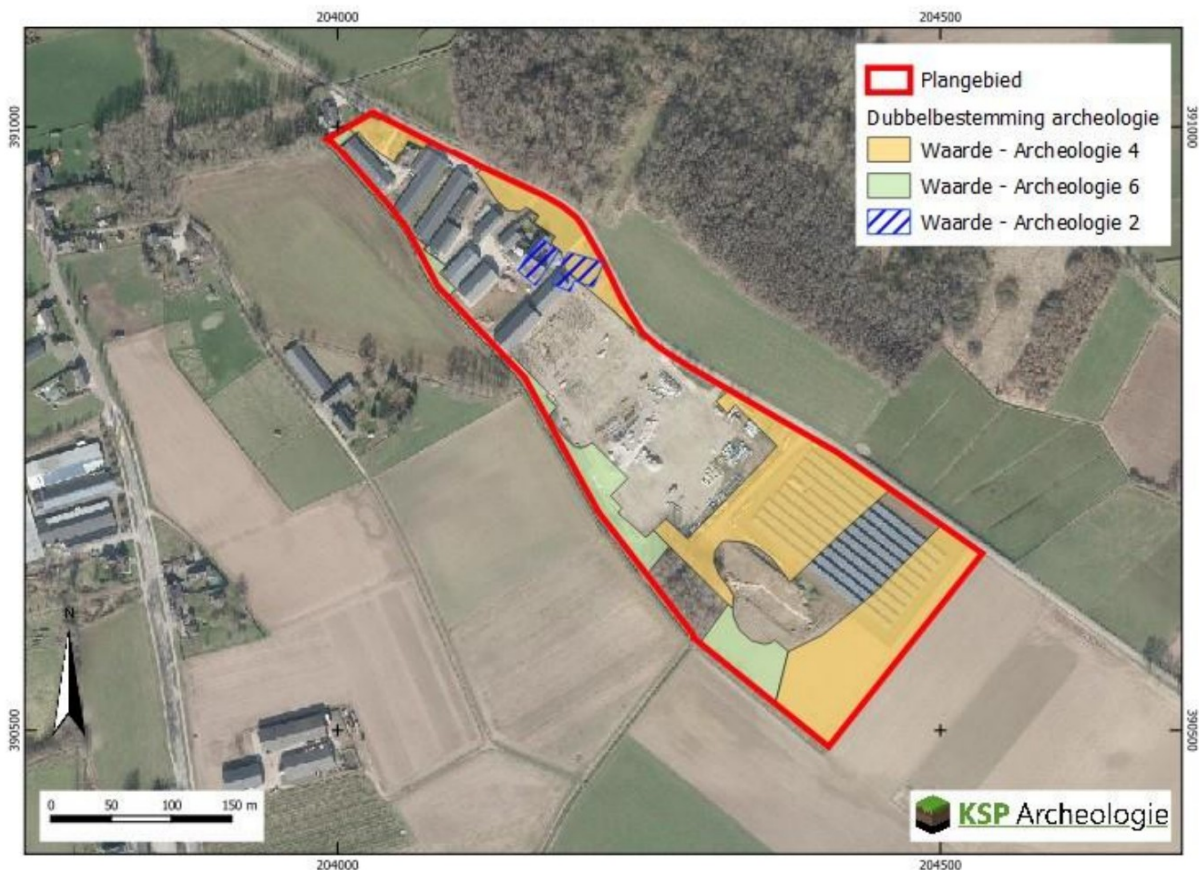 204000
204500
Plangebied
Dubbelbestemming archeologie
Waarde - Archeologie 4
Waarde - Archeologie 6
Waarde - Archeologie 2
391000
391000
390500
390500
N
0 50 100 150 m
KSP Archeologie
204000
204500